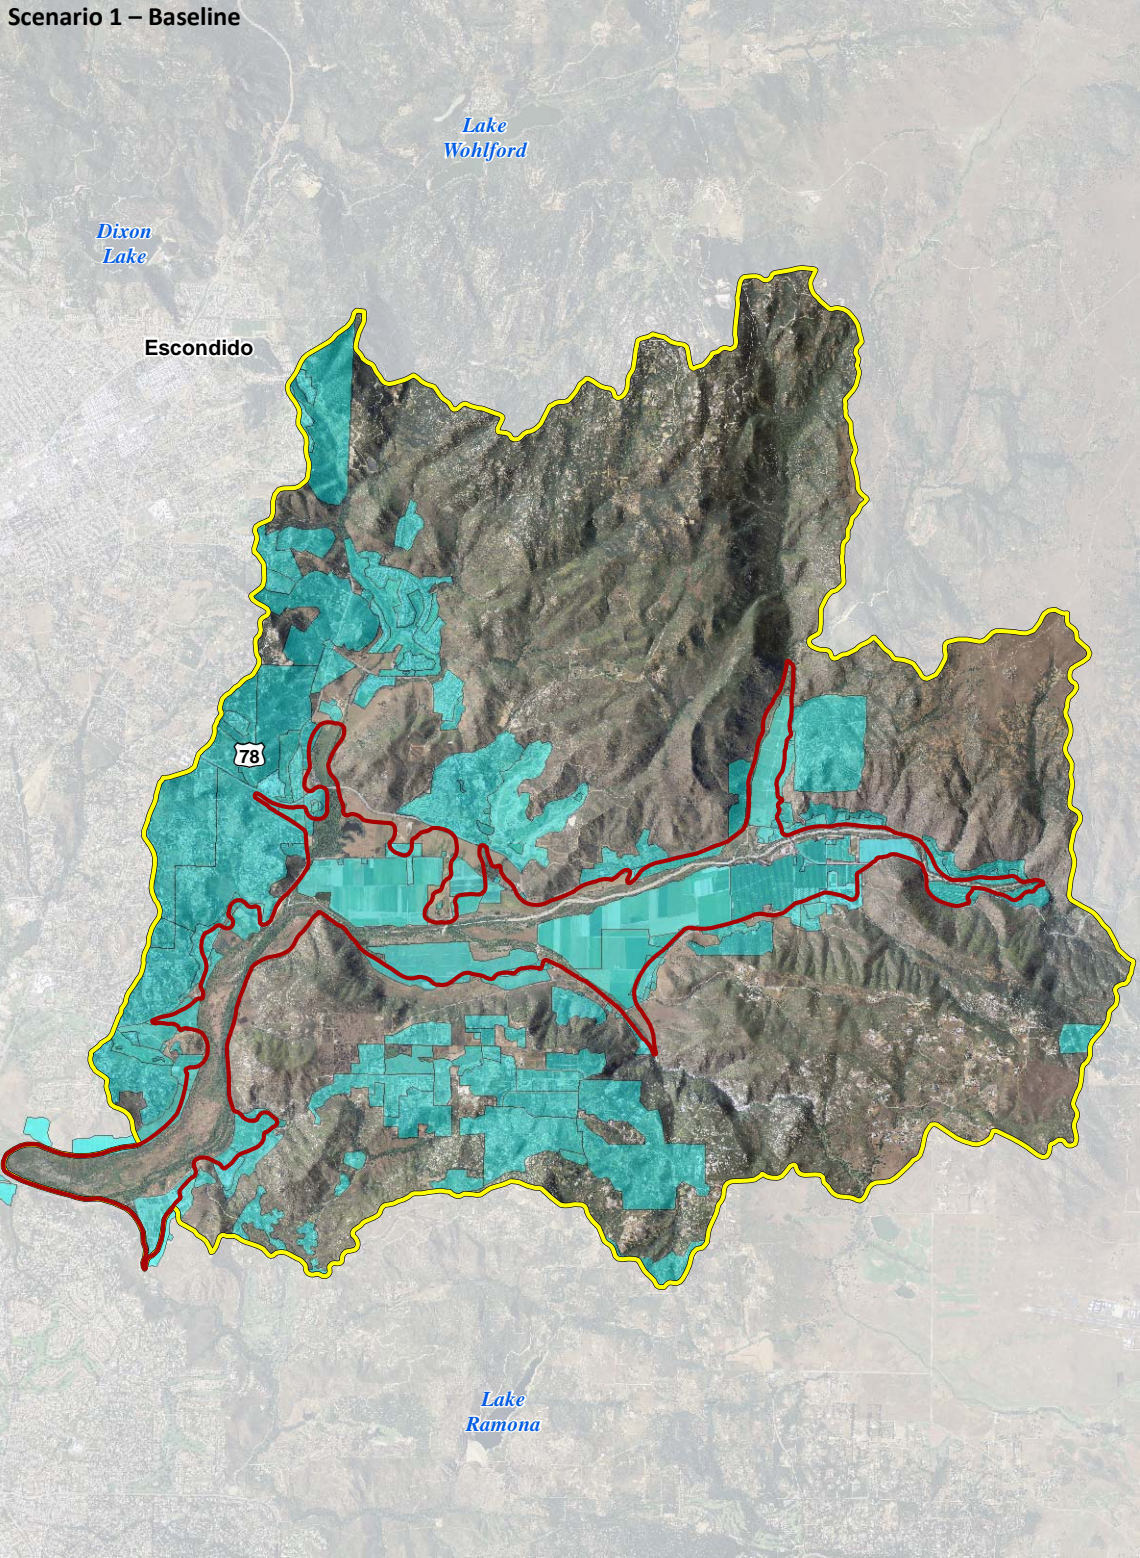 Scenario 1 – Baseline
Lake
Wohlford
Dixon
Lake
Escondido
78
Lake
Ramona